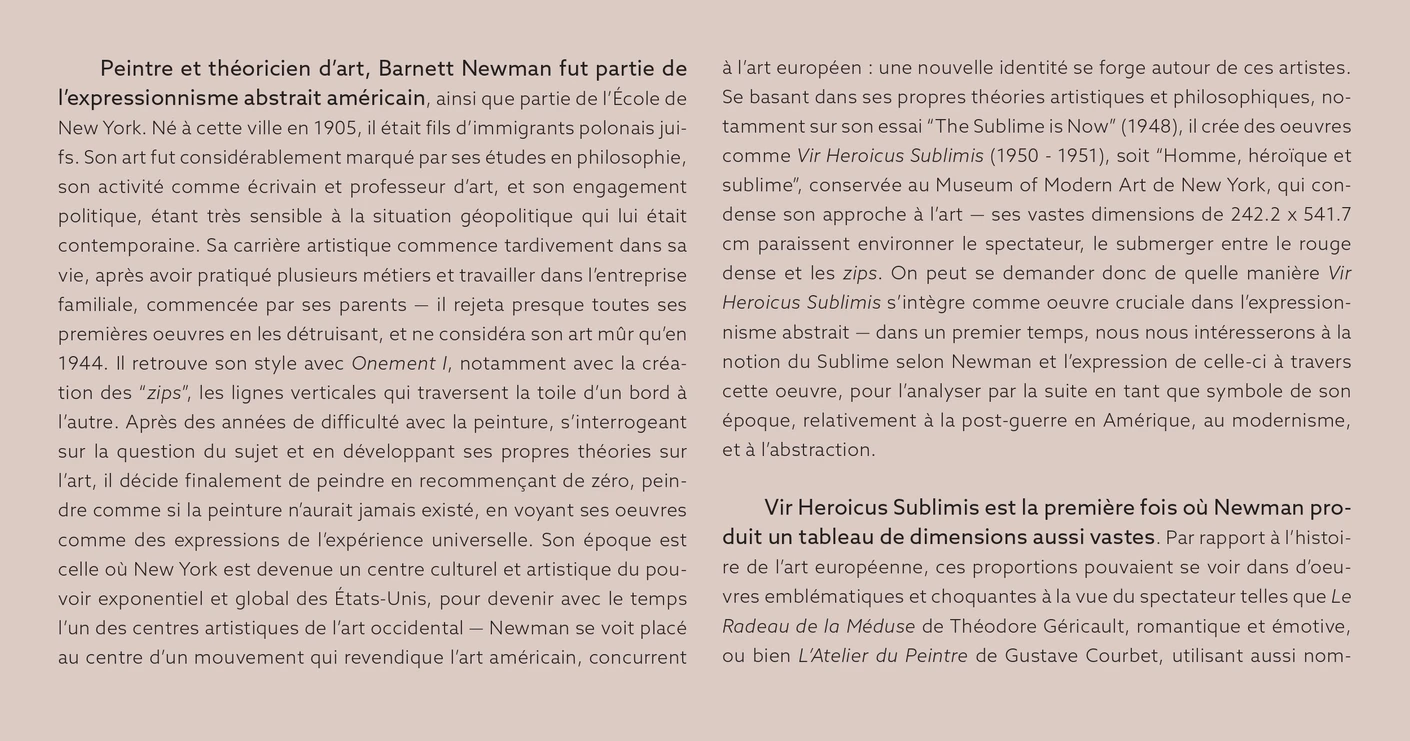 Peintre et théoricien d’art, Barnett Newman fut partie de
l’expressionnisme abstrait américain, ainsi que partie de l’École de
New York. Né à cette ville en 1905, il était fils d’immigrants polonais jui-
fs. Son art fut considérablement marqué par ses études en philosophie,
son activité comme écrivain et professeur d’art, et son engagement
politique, étant très sensible à la situation géopolitique qui lui était
contemporaine. Sa carrière artistique commence tardivement dans sa
vie, après avoir pratiqué plusieurs métiers et travailler dans l’entreprise
familiale, commencée par ses parents — il rejeta presque toutes ses
premières oeuvres en les détruisant, et ne considéra son art mûr qu’en
1944. Il retrouve son style avec Onement I, notamment avec la créa-
tion des “zips”, les lignes verticales qui traversent la toile d’un bord à
l’autre. Après des années de difficulté avec la peinture, s’interrogeant
sur la question du sujet et en développant ses propres théories sur
l’art, il décide finalement de peindre en recommençant de zéro, pein-
dre comme si la peinture n’aurait jamais existé, en voyant ses oeuvres
comme des expressions de l’expérience universelle. Son époque est
celle où New York est devenue un centre culturel et artistique du pou-
voir exponentiel et global des États-Unis, pour devenir avec le temps
l’un des centres artistiques de l’art occidental — Newman se voit placé
au centre d’un mouvement qui revendique l’art américain, concurrent
à l’art européen : une nouvelle identité se forge autour de ces artistes.
Se basant dans ses propres théories artistiques et philosophiques, no-
tamment sur son essai “The Sublime is Now” (1948), il crée des oeuvres
comme Vir Heroicus Sublimis (1950 - 1951), soit “Homme, héroïque et
sublime”, conservée au Museum of Modern Art de New York, qui con-
dense son approche à l’art — ses vastes dimensions de 242.2 x 541.7
cm paraissent environner le spectateur, le submerger entre le rouge
dense et les zips. On peut se demander donc de quelle manière Vir
Heroicus Sublimis s’intègre comme oeuvre cruciale dans l’expression-
nisme abstrait — dans un premier temps, nous nous intéresserons à la
notion du Sublime selon Newman et l’expression de celle-ci à travers
cette oeuvre, pour l’analyser par la suite en tant que symbole de son
époque, relativement à la post-guerre en Amérique, au modernisme,
et à l’abstraction.
Vir Heroicus Sublimis est la première fois où Newman pro-
duit un tableau de dimensions aussi vastes. Par rapport à l’histoi-
re de l’art européenne, ces proportions pouvaient se voir dans d’oeu-
vres emblématiques et choquantes à la vue du spectateur telles que Le
Radeau de la Méduse de Théodore Géricault, romantique et émotive,
ou bien L’Atelier du Peintre de Gustave Courbet, utilisant aussi nom-